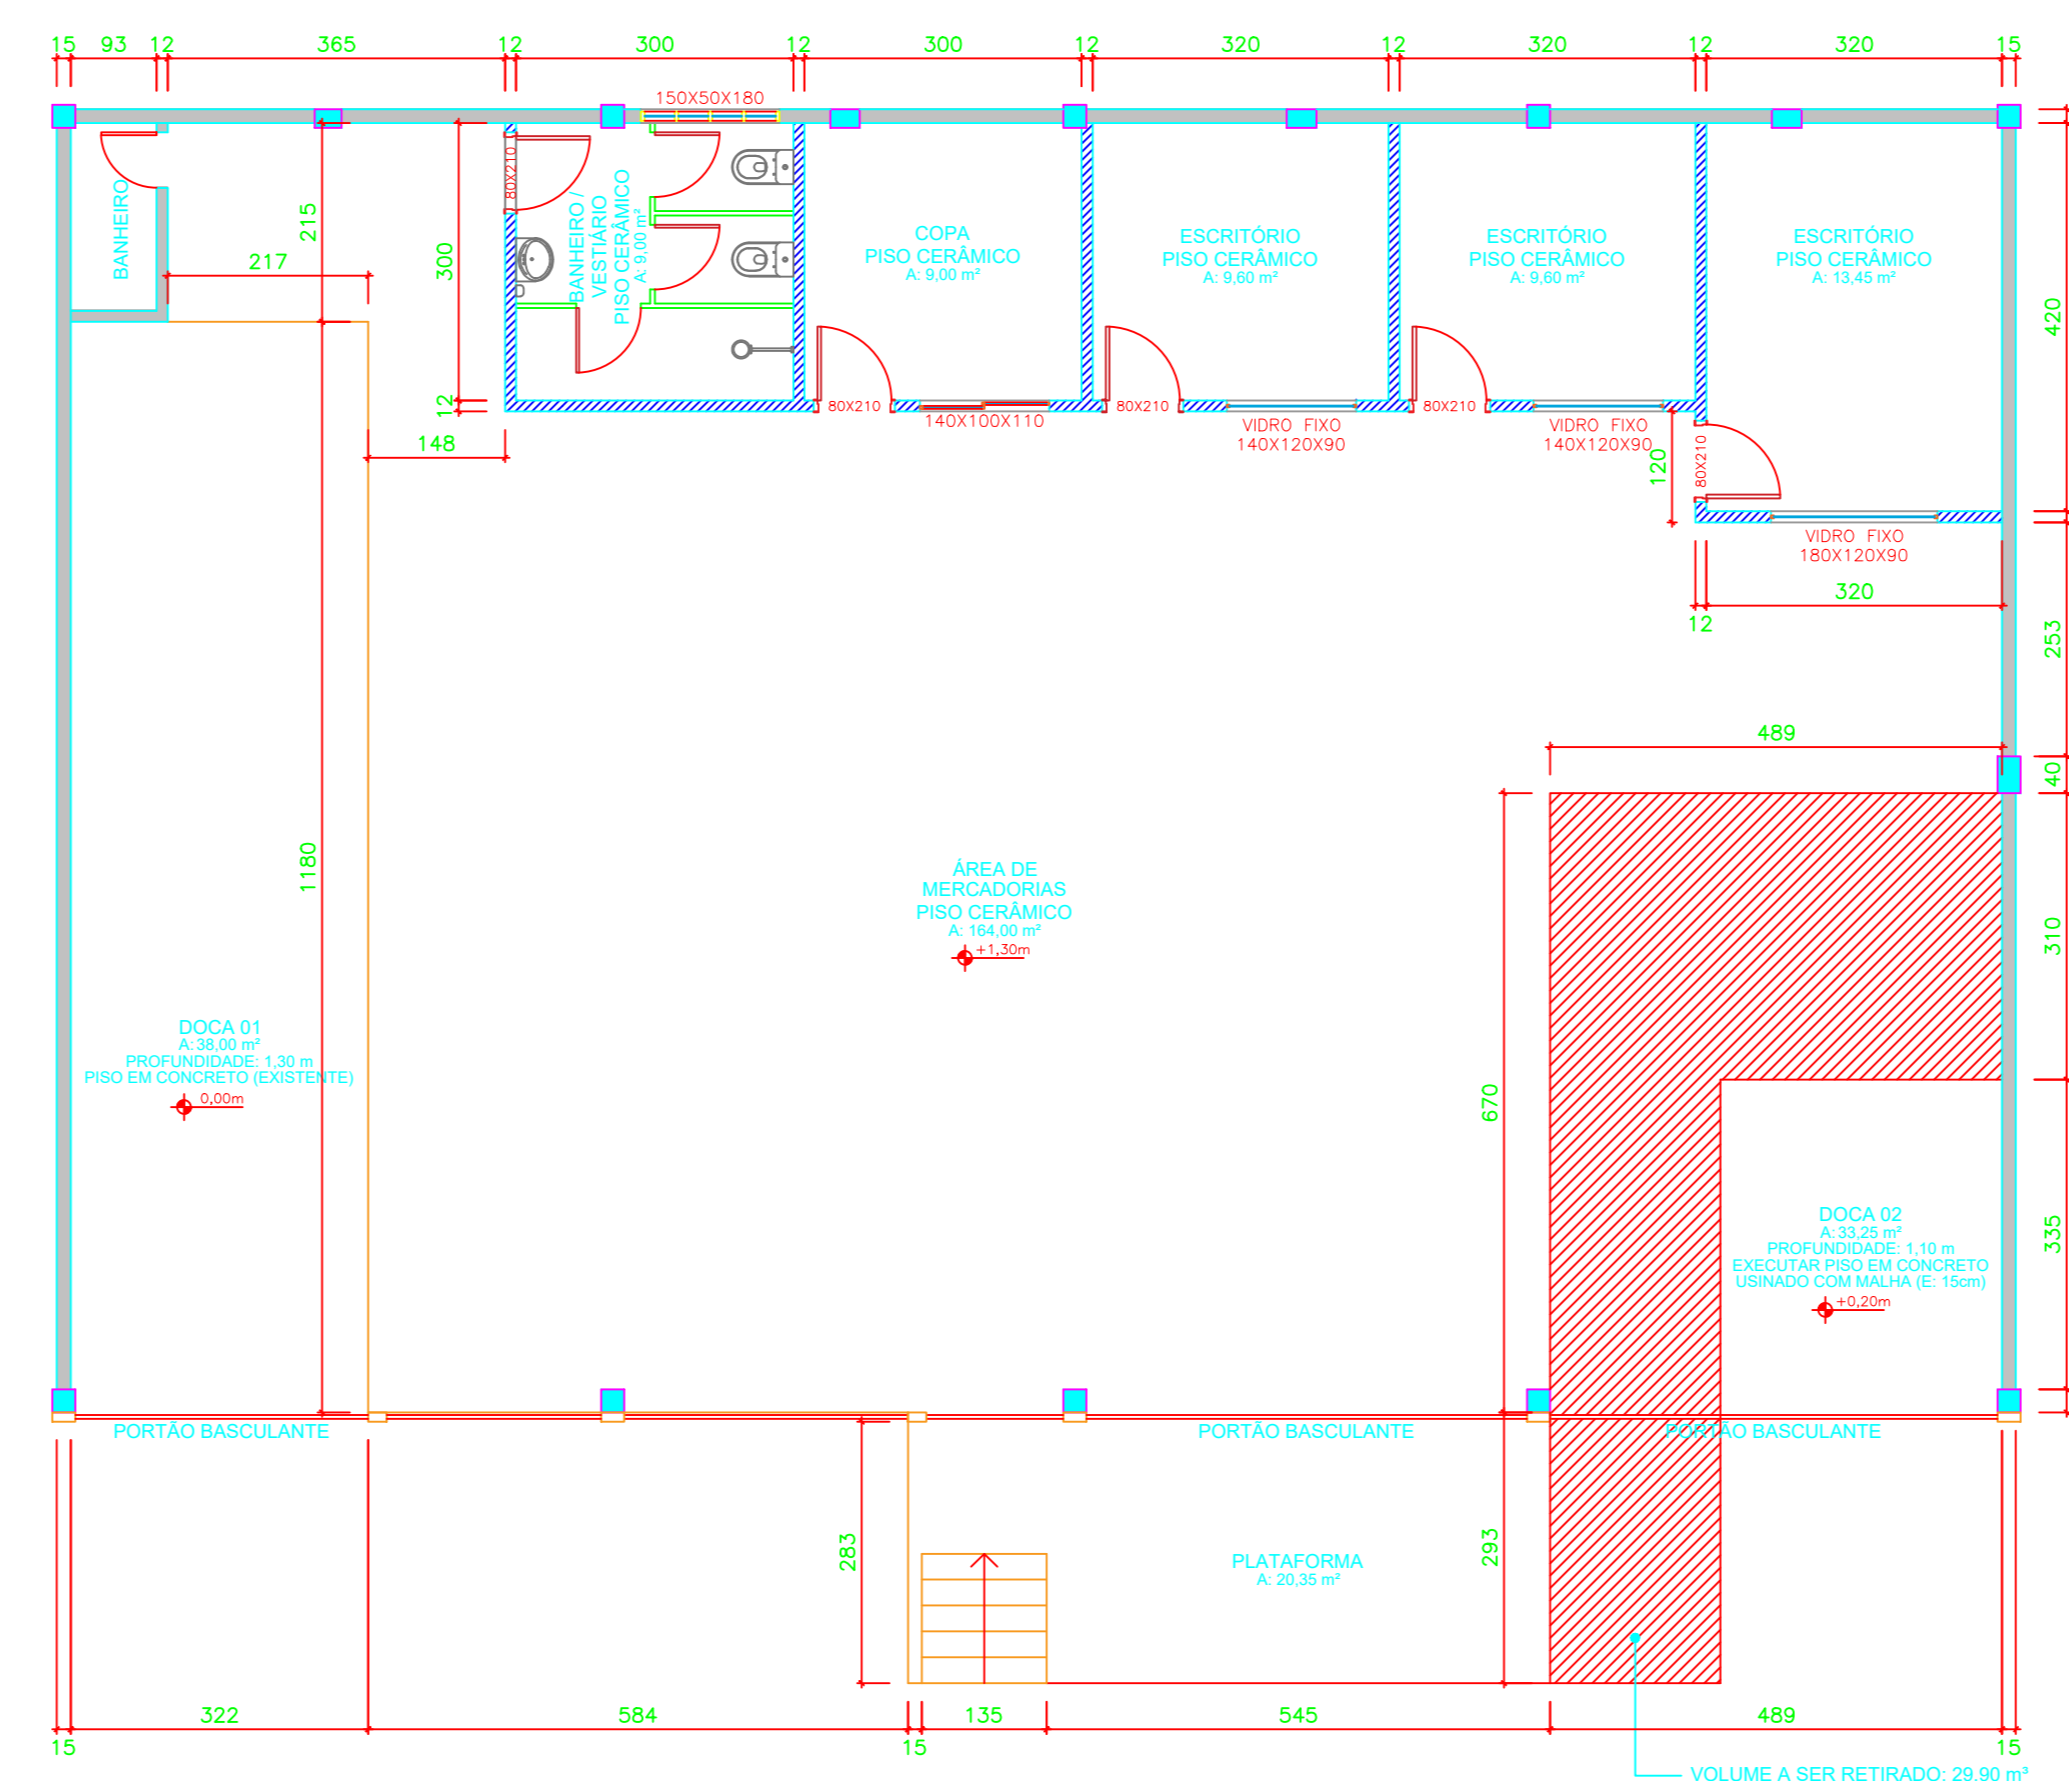 15 93 12 365 12 300 12 300 12 320 12 320 12 320 15
150X50X180
BANHEIRO
215
217
300
12
148
80X210
BANHEIRO /
VESTIÁRIO
PISO CERÂMICO
A: 9,00 m²
COPA
PISO CERÂMICO
A: 9,00 m²
ESCRITÓRIO
PISO CERÂMICO
A: 9,60 m²
ESCRITÓRIO
PISO CERÂMICO
A: 9,60 m²
ESCRITÓRIO
PISO CERÂMICO
A: 13,45 m²
420
80X210
140X100X110
80X210
VIDRO FIXO
140X120X90
80X210
VIDRO FIXO
140X120X90
120
80X210
VIDRO FIXO
180X120X90
320
12
253
489
40
1180
ÁREA DE
MERCADORIAS
PISO CERÂMICO
A: 164,00 m²
+1,30m
310
670
DOCA 01
A: 38,00 m²
PROFUNDIDADE: 1,30 m
PISO EM CONCRETO (EXISTENTE)
0,00m
DOCA 02
A: 33,25 m²
PROFUNDIDADE: 1,10 m
EXECUTAR PISO EM CONCRETO
USINADO COM MALHA (E: 15cm)
+0,20m
335
PORTÃO BASCULANTE
PORTÃO BASCULANTE
PORTÃO BASCULANTE
283
293
PLATAFORMA
A: 20,35 m²
322 584 135 545 489
15 15 15
VOLUME A SER RETIRADO: 29.90 m³